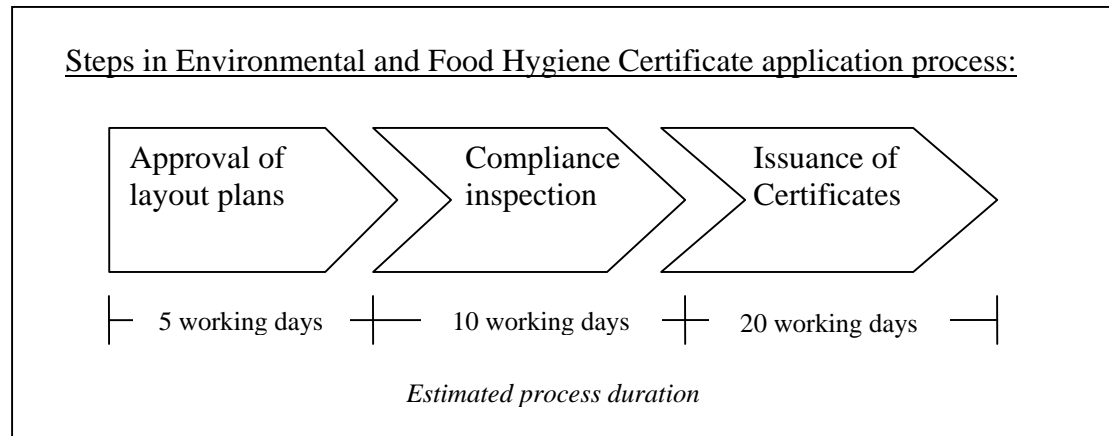 Steps in Environmental and Food Hygiene Certificate application process:
Approval of
layout plans
Compliance
inspection
Issuance of
Certificates
5 working days
10 working days
20 working days
Estimated process duration